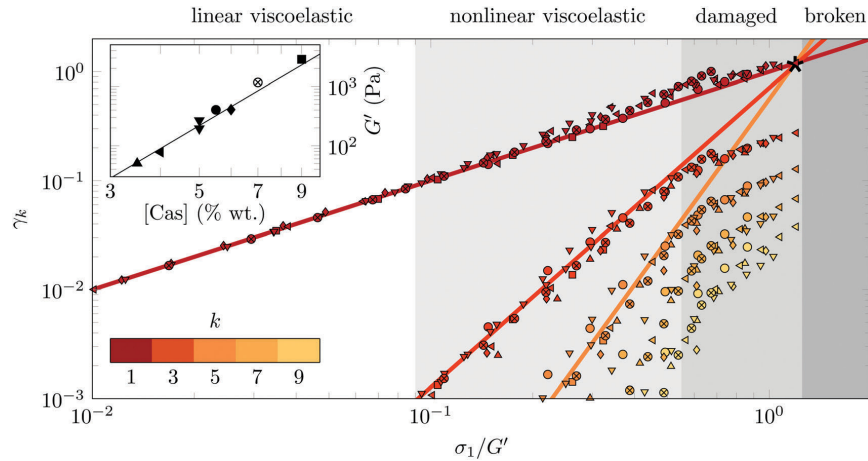 linear viscoelastic nonlinear viscoelastic damaged broken
10^0
10^3
10^2
G′ (Pa)
3 5 7 9
[Cas] (% wt.)
10^-1
γ_k
10^-2
k
1 3 5 7 9
10^-3
10^-2 10^-1 10^0
σ_1/G′